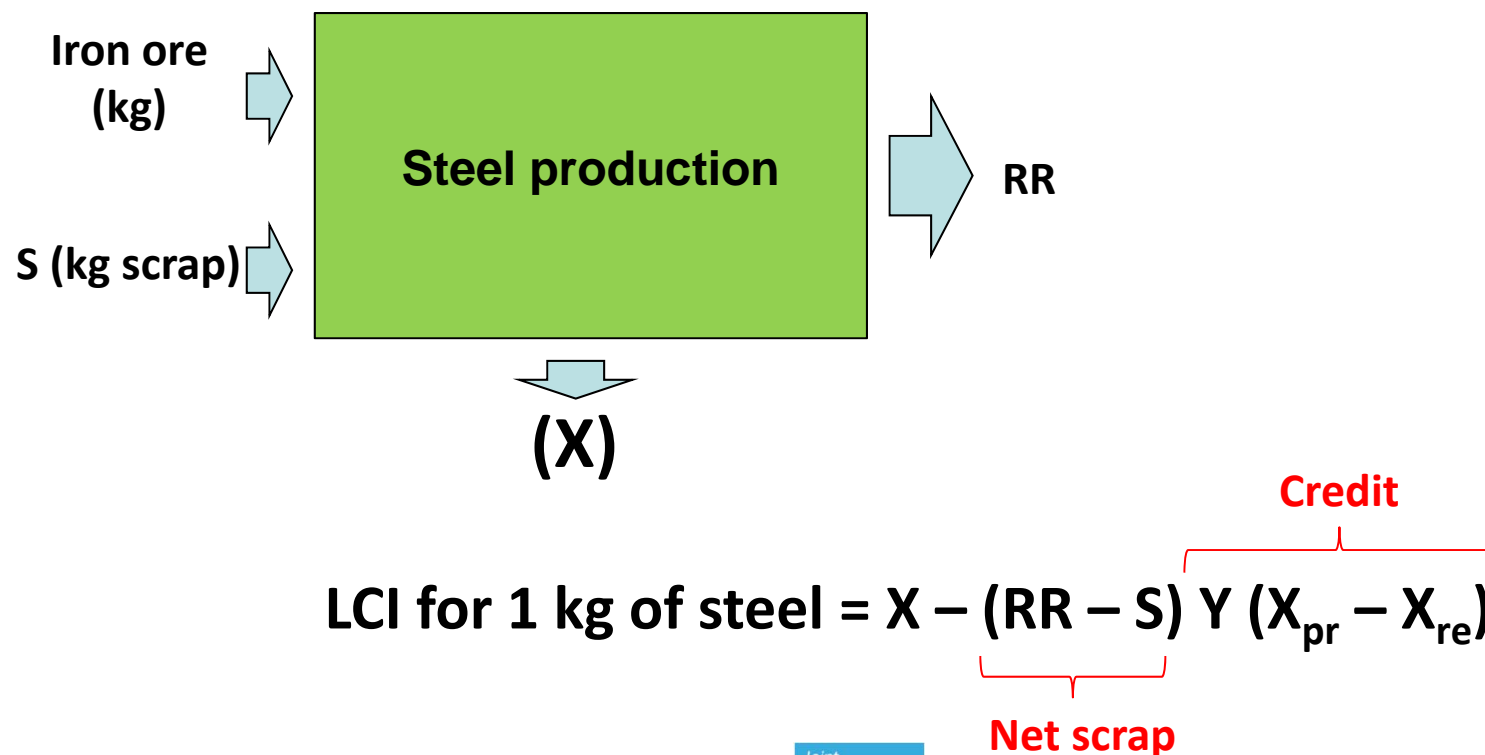 Iron ore
(kg)
Steel production
RR
S (kg scrap)
(X)
Credit
LCI for 1 kg of steel = X – (RR – S) Y (Xpr – Xre)
Net scrap